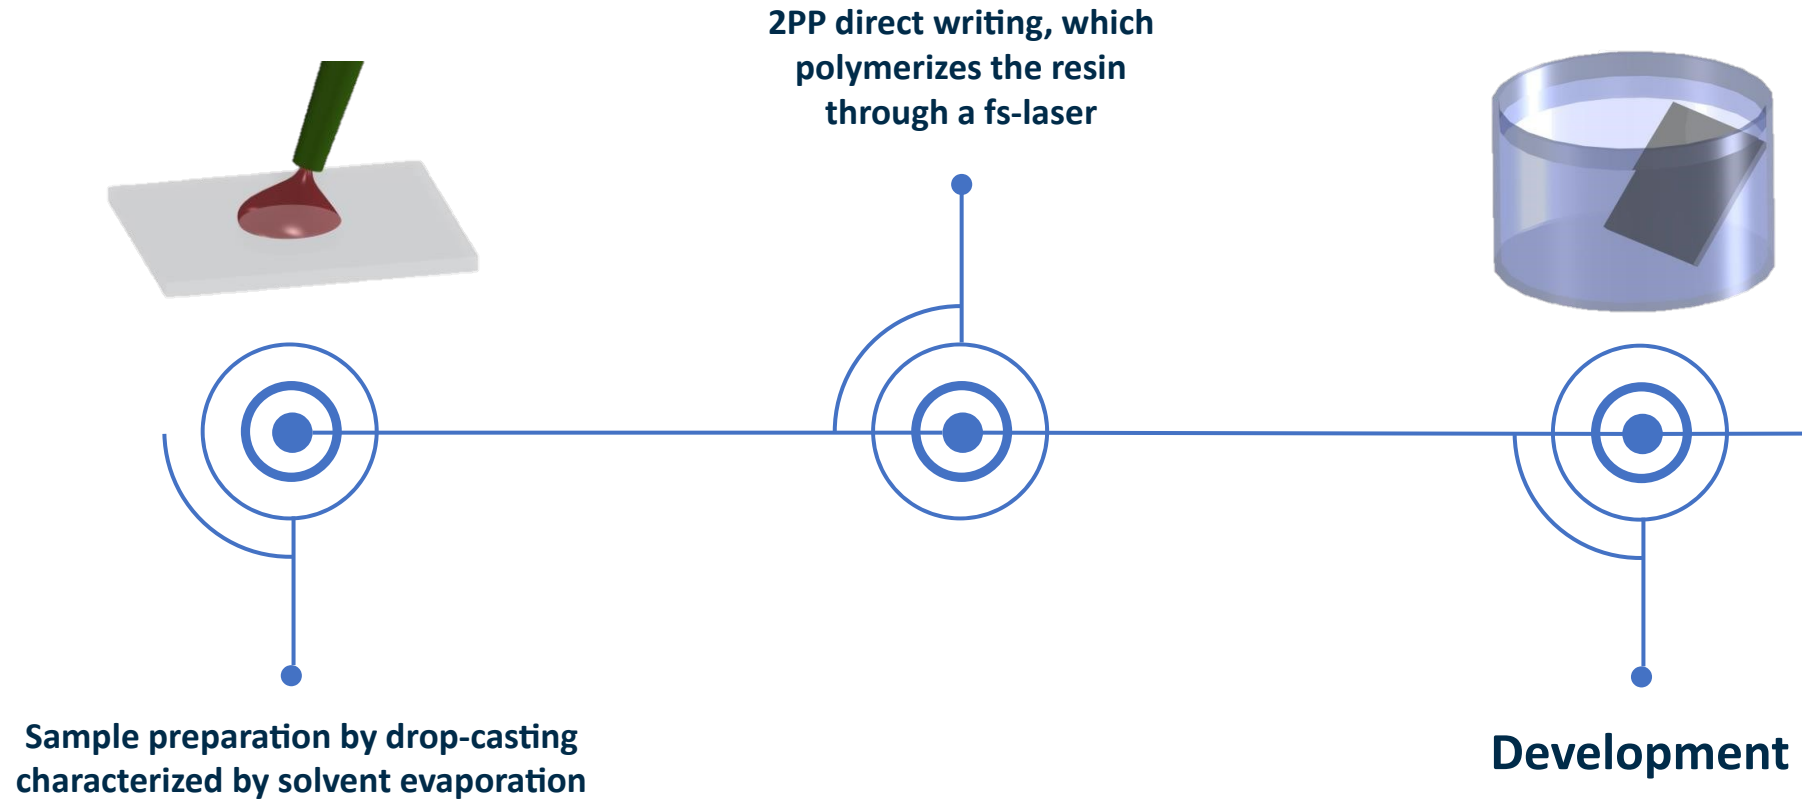 2PP direct writing, which
polymerizes the resin
through a fs-laser
Sample preparation by drop-casting
characterized by solvent evaporation
Development